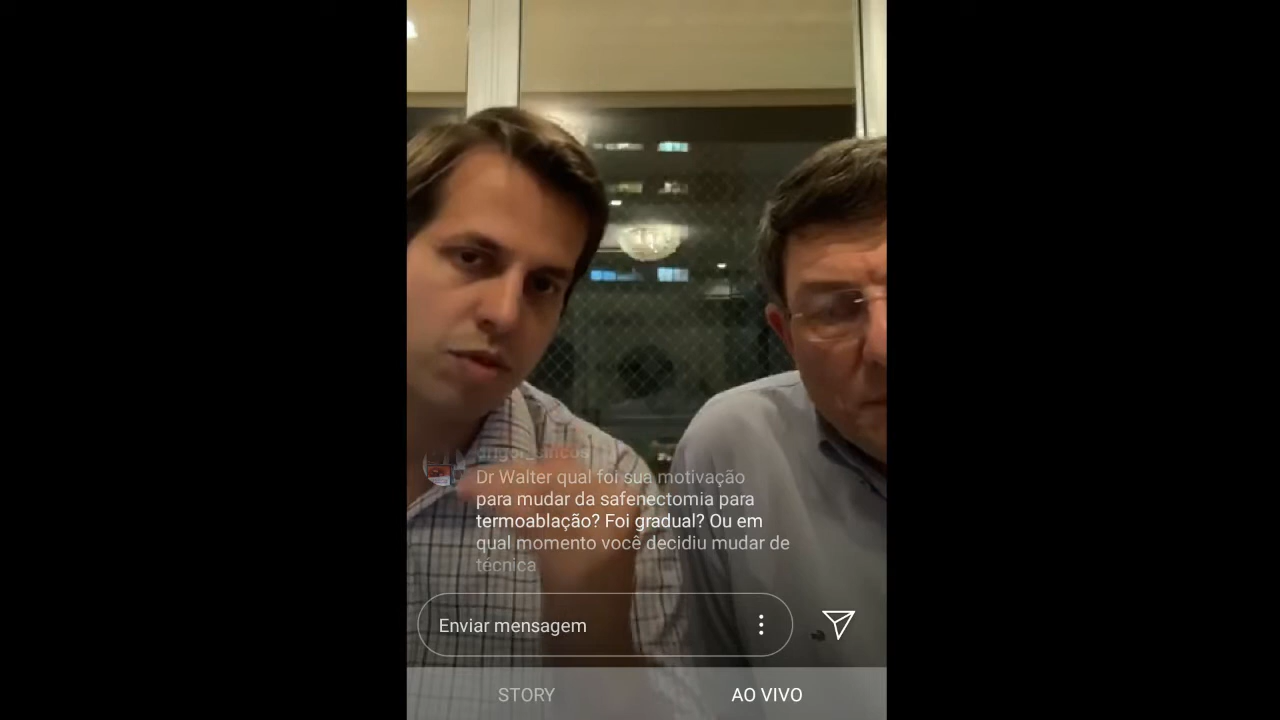 Dr Walter qual foi sua motivação
para mudar da safenectomia para
termoablação? Foi gradual? Ou em
qual momento você decidiu mudar de
técnica
Enviar mensagem
STORY
AO VIVO